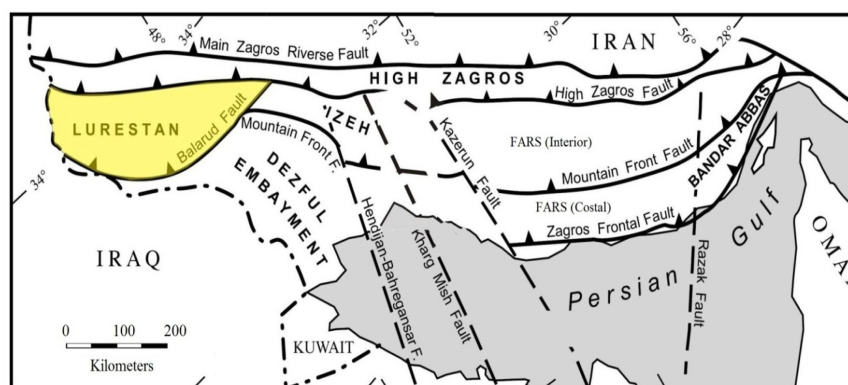 48°
34°
32°
52°
30°
56°
28°
IRAN
Main Zagros Riverse Fault
HIGH ZAGROS
High Zagros Fault
LURESTAN
Balarud Fault
IZEH
Mountain Front F.
Kazerun Fault
FARS (Interior)
BANDAR ABBAS
DEZFUL
EMBAYMENT
Mountain Front Fault
FARS (Costal)
34°
Zagros Frontal Fault
Hendijan-Bahregansar F.
Kharg Mish Fault
Razak Fault
Persian Gulf
OMA
IRAQ
0 100 200
Kilometers
KUWAIT